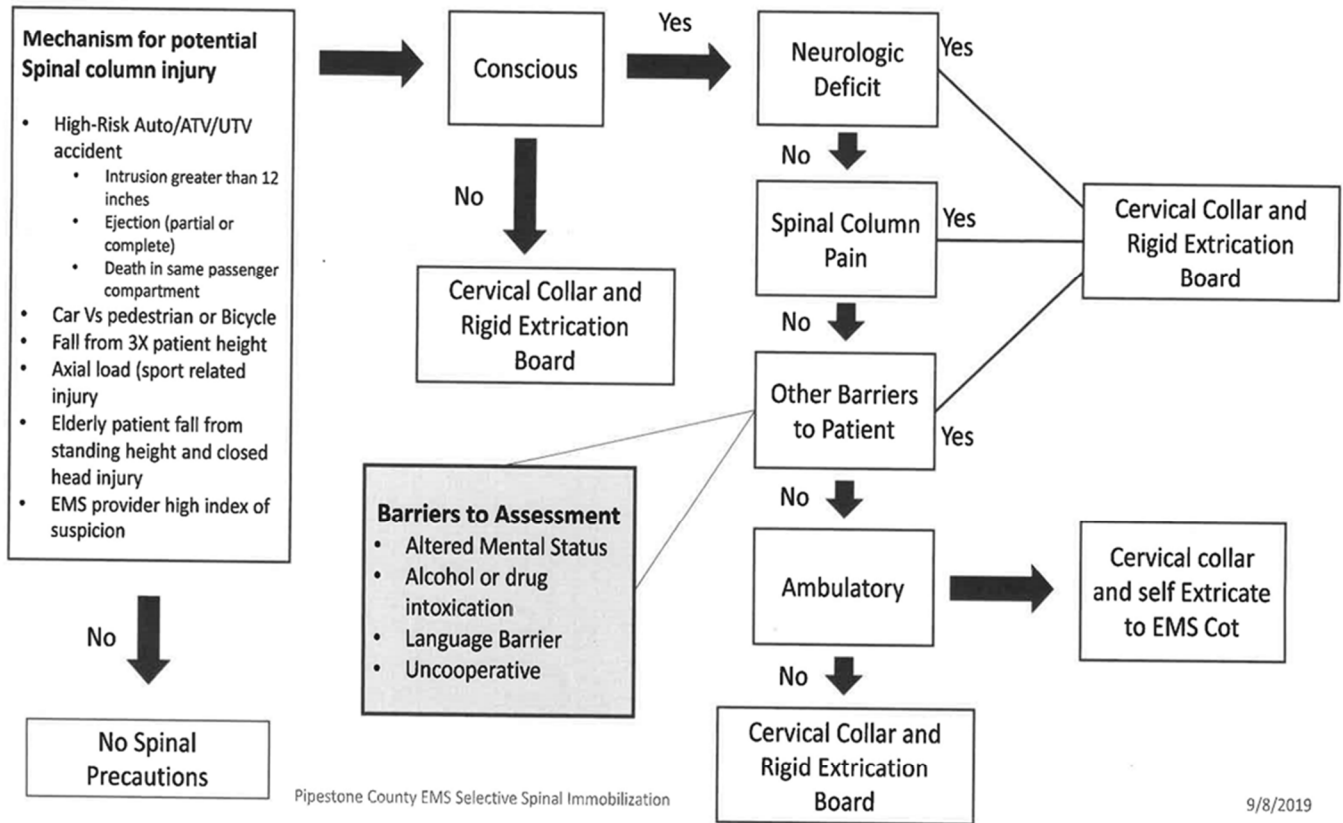 Mechanism for potential
Spinal column injury
• High-Risk Auto/ATV/UTV
accident
• Intrusion greater than 12
inches
• Ejection (partial or
complete)
• Death in same passenger
compartment
• Car Vs pedestrian or Bicycle
• Fall from 3X patient height
• Axial load (sport related
injury
• Elderly patient fall from
standing height and closed
head injury
• EMS provider high index of
suspicion
No
No Spinal
Precautions
Conscious
Yes
No
Cervical Collar and
Rigid Extrication
Board
Neurologic
Deficit
Yes
No
Spinal Column
Pain
Yes
No
Other Barriers
to Patient
Yes
No
Cervical Collar and
Rigid Extrication
Board
Barriers to Assessment
• Altered Mental Status
• Alcohol or drug
intoxication
• Language Barrier
• Uncooperative
Ambulatory
Cervical collar
and self Extricate
to EMS Cot
No
Cervical Collar and
Rigid Extrication
Board
Pipestone County EMS Selective Spinal Immobilization
9/8/2019